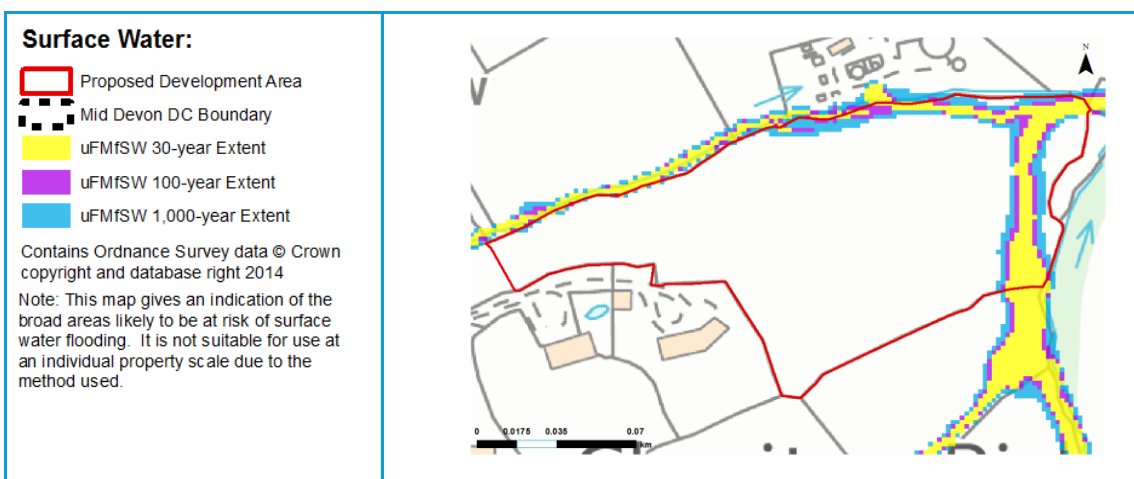 Surface Water:
Proposed Development Area
Mid Devon DC Boundary
uFMfSW 30-year Extent
uFMfSW 100-year Extent
uFMfSW 1,000-year Extent
Contains Ordnance Survey data © Crown
copyright and database right 2014
Note: This map gives an indication of the
broad areas likely to be at risk of surface
water flooding. It is not suitable for use at
an individual property scale due to the
method used.
N
0 0.0175 0.035 0.07
km